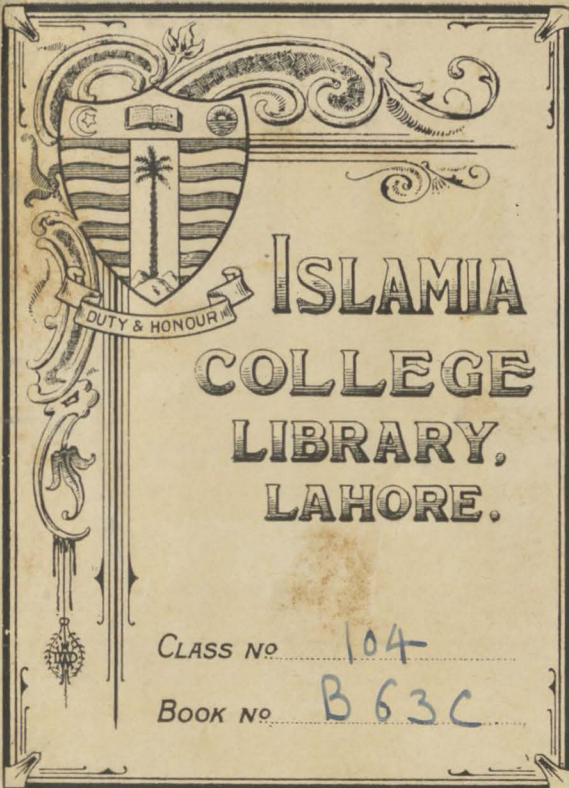 DUTY & HONOUR
ISLAMIA
COLLEGE
LIBRARY,
LAHORE.
CLASS NO 104
BOOK NO B63C